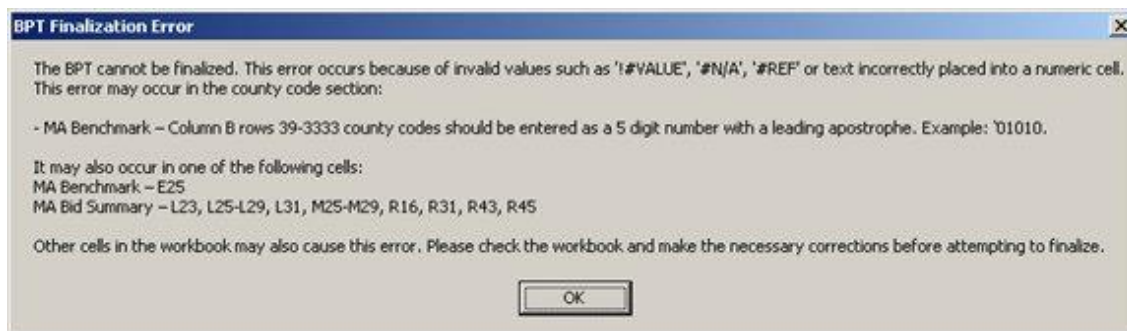 BPT Finalization Error
The BPT cannot be finalized. This error occurs because of invalid values such as '!#VALUE', '#N/A', '#REF' or text incorrectly placed into a numeric cell.
This error may occur in the county code section:
- MA Benchmark – Column B rows 39-3333 county codes should be entered as a 5 digit number with a leading apostrophe. Example: '01010.
It may also occur in one of the following cells:
MA Benchmark – E25
MA Bid Summary – L23, L25-L29, L31, M25-M29, R16, R31, R43, R45
Other cells in the workbook may also cause this error. Please check the workbook and make the necessary corrections before attempting to finalize.
OK